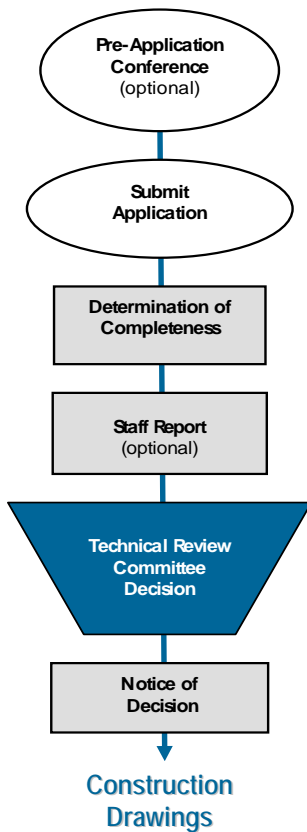 Pre-Application
Conference
(optional)
Submit
Application
Determination of
Completeness
Staff Report
(optional)
Technical Review
Committee
Decision
Notice of
Decision
Construction
Drawings